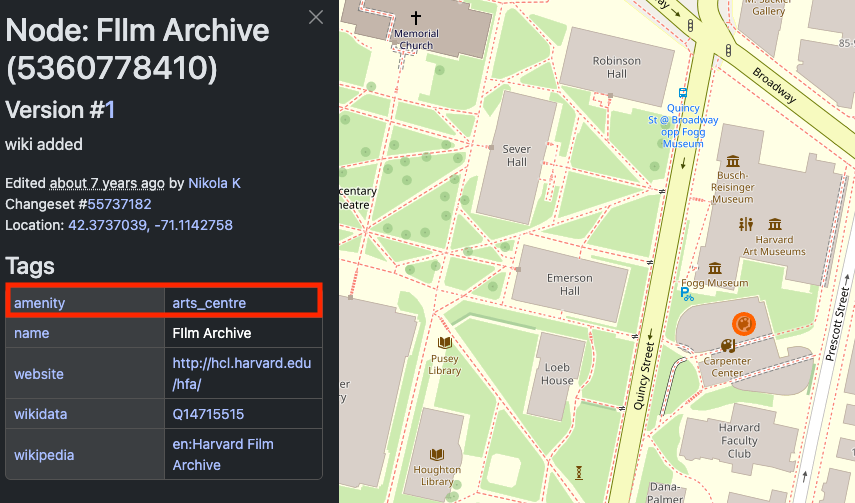 Node: FIlm Archive
(5360778410)
Version #1
wiki added
Edited about 7 years ago by Nikola K
Changeset #55737182
Location: 42.3737039, -71.1142758
Tags
amenity arts_centre
name FIlm Archive
website http://hcl.harvard.edu
/hfa/
wikidata Q14715515
wikipedia en:Harvard Film
Archive
Memorial
Church
Robinson
Hall
M. Sackler
Gallery
85-9
Broadway
Quincy
St @ Broadway
opp Fogg
Museum
Sever
Hall
Busch-
Reisinger
Museum
centary
heatre
Harvard
Art Museums
Emerson
Hall
Fogg Museum
Prescott Street
Quincy Street
Pusey
Library
Loeb
House
Carpenter
Center
Harvard
Faculty
Club
Houghton
Library
Dana-
Palmer